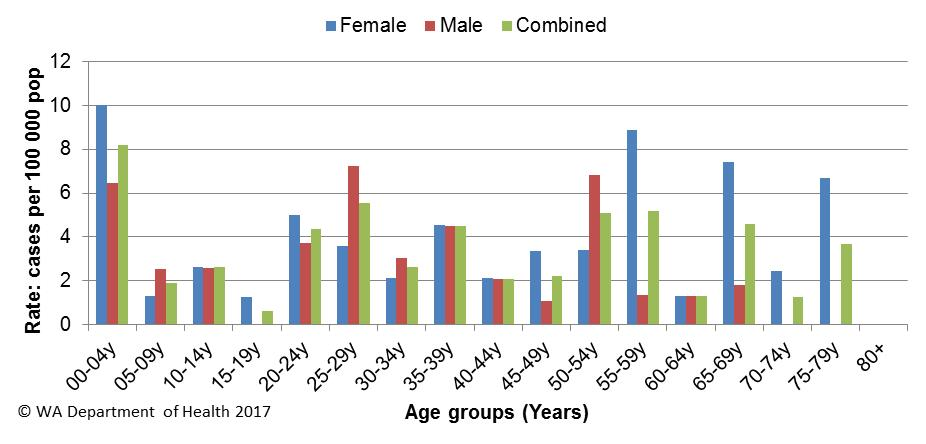 Female Male Combined
Rate: cases per 100 000 pop
12
10
8
6
4
2
0
00-04y 05-09y 10-14y 15-19y 20-24y 25-29y 30-34y 35-39y 40-44y 45-49y 50-54y 55-59y 60-64y 65-69y 70-74y 75-79y 80+
Age groups (Years)
© WA Department of Health 2017